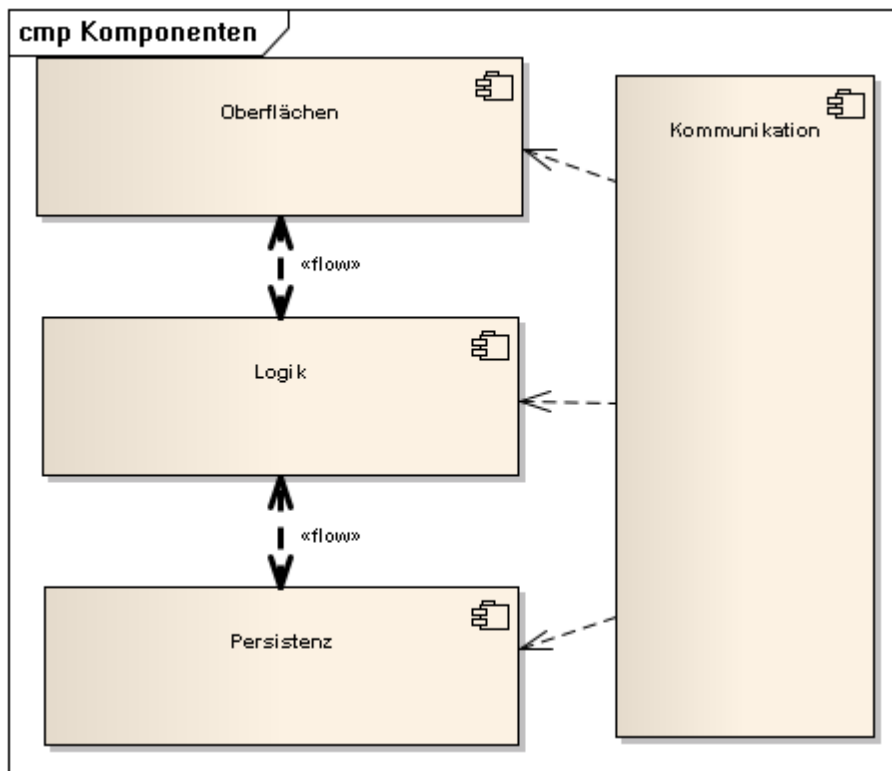 cmp Komponenten
Oberflächen
Kommunikation
«flow»
Logik
«flow»
Persistenz